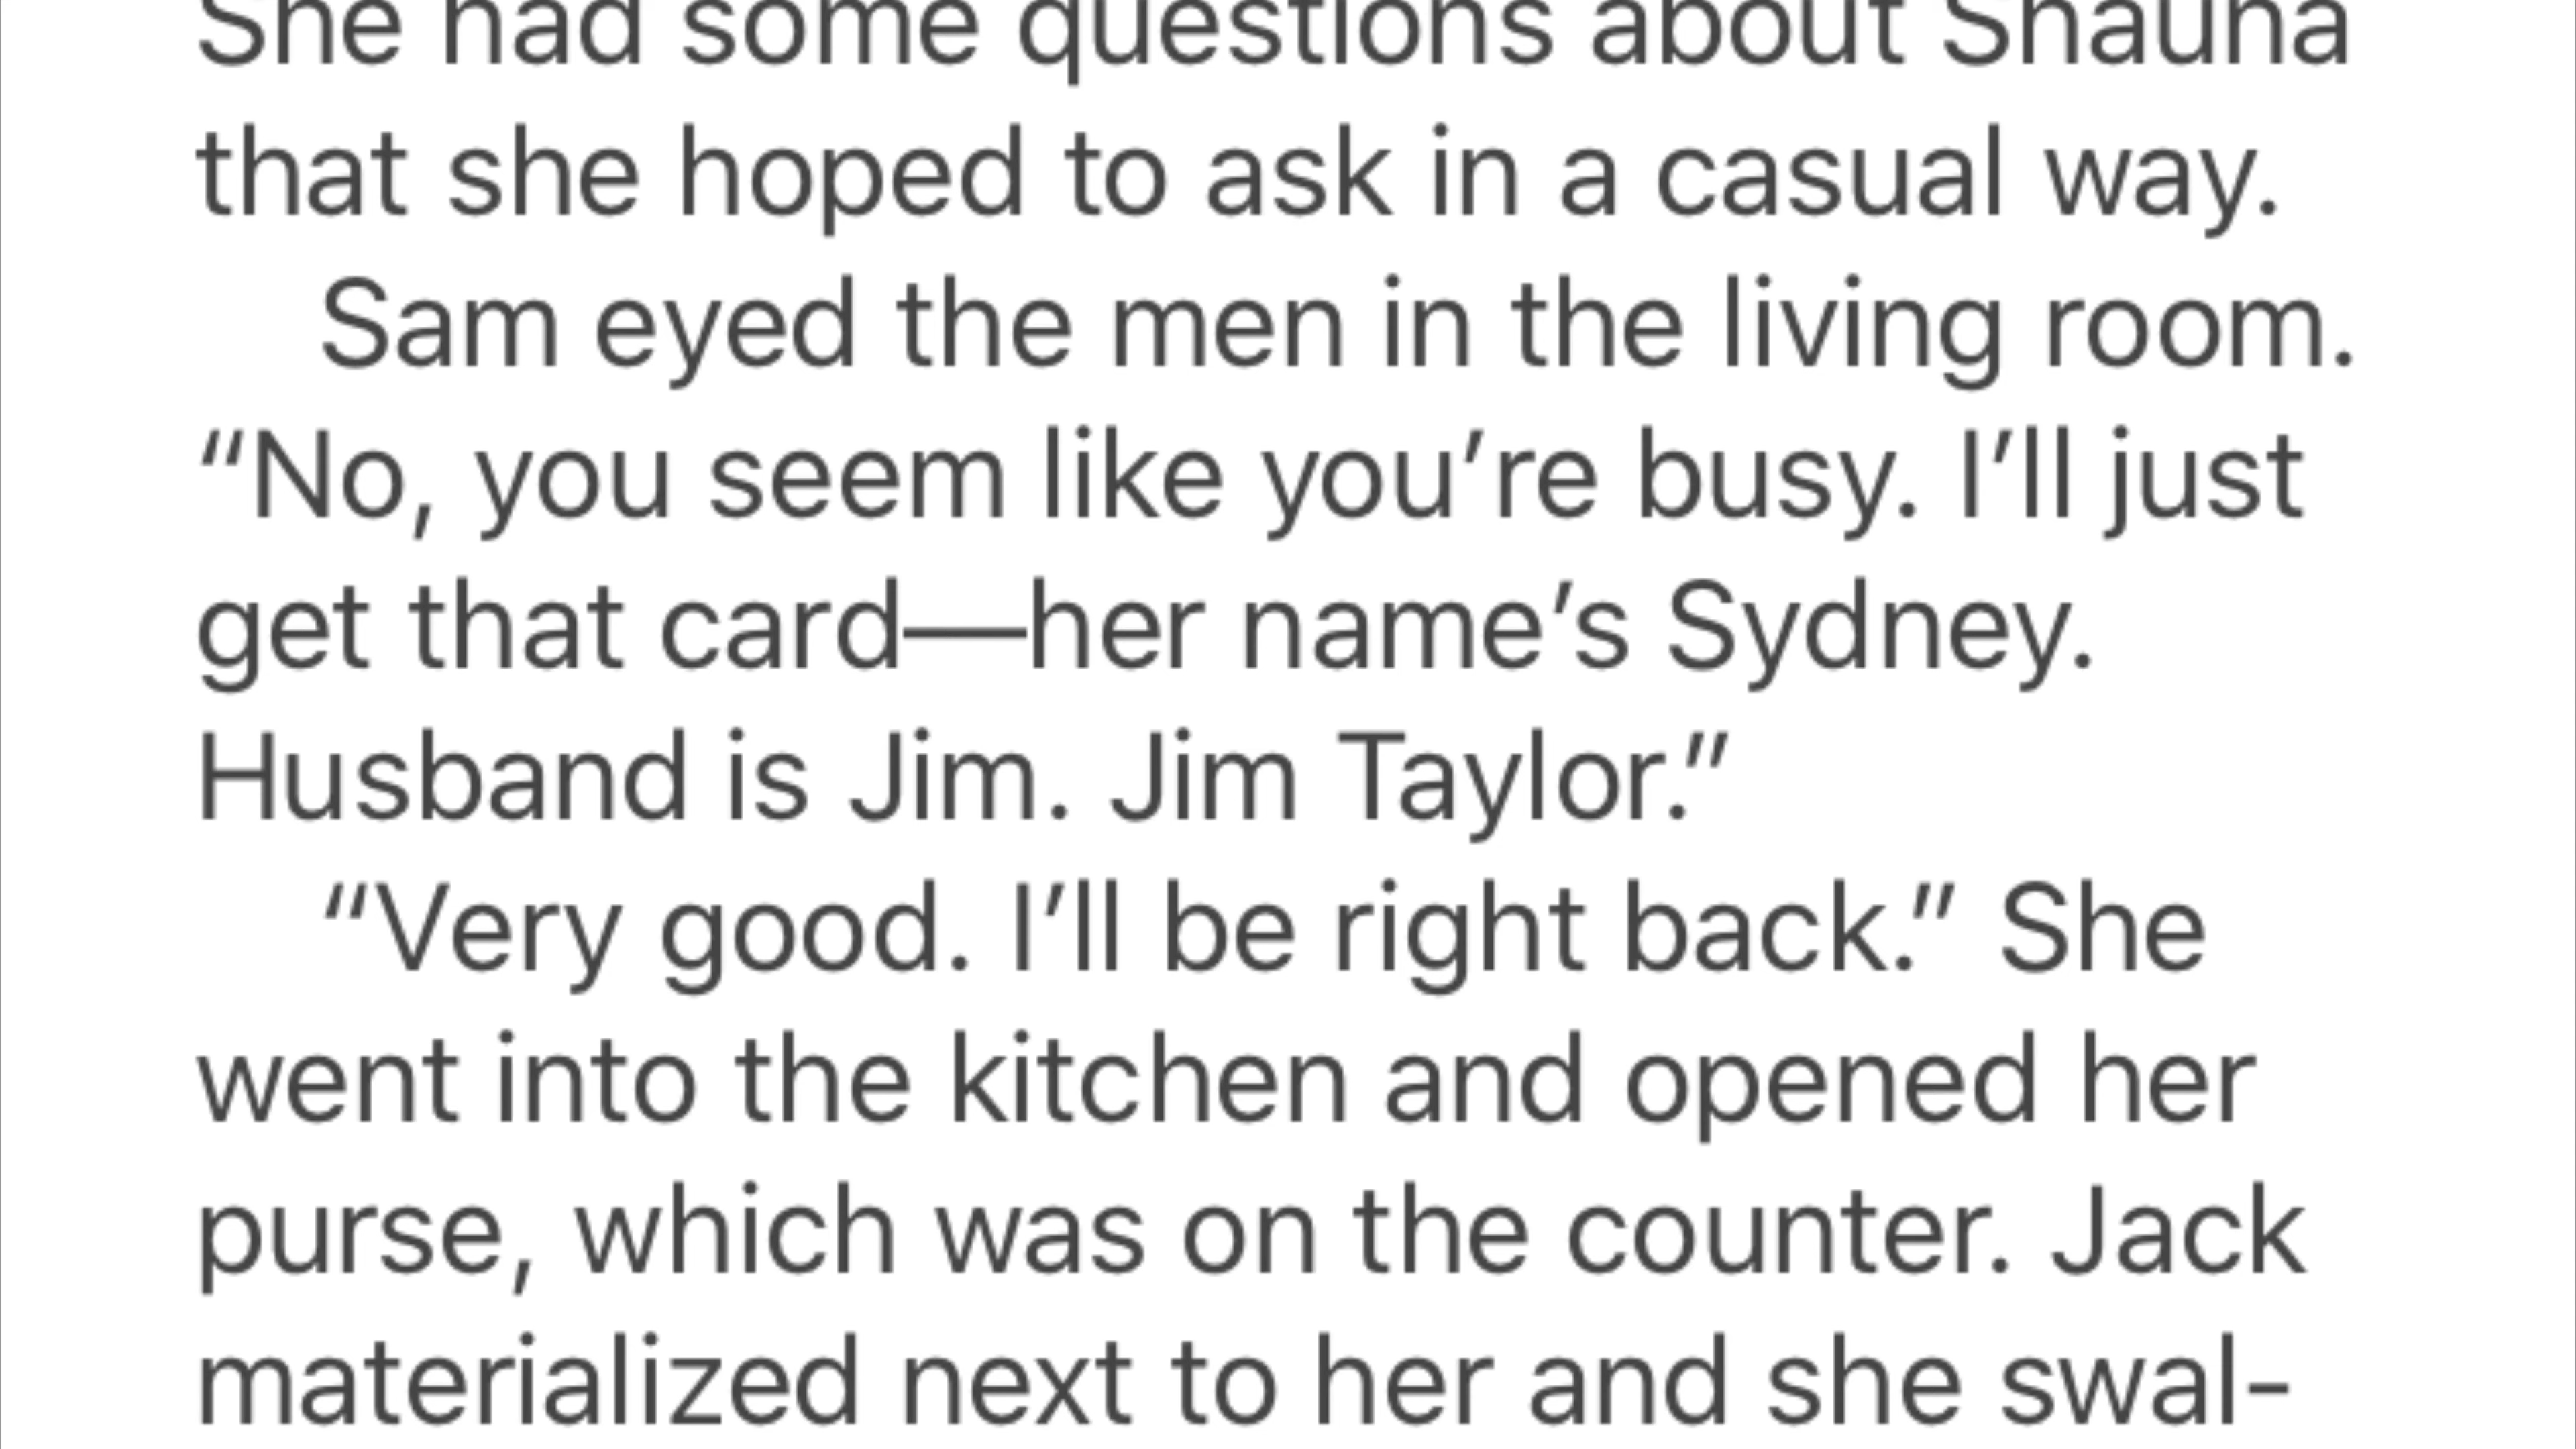 She had some questions about Shauna
that she hoped to ask in a casual way.
Sam eyed the men in the living room.
“No, you seem like you’re busy. I’ll just
get that card—her name’s Sydney.
Husband is Jim. Jim Taylor.”
“Very good. I’ll be right back.” She
went into the kitchen and opened her
purse, which was on the counter. Jack
materialized next to her and she swal-